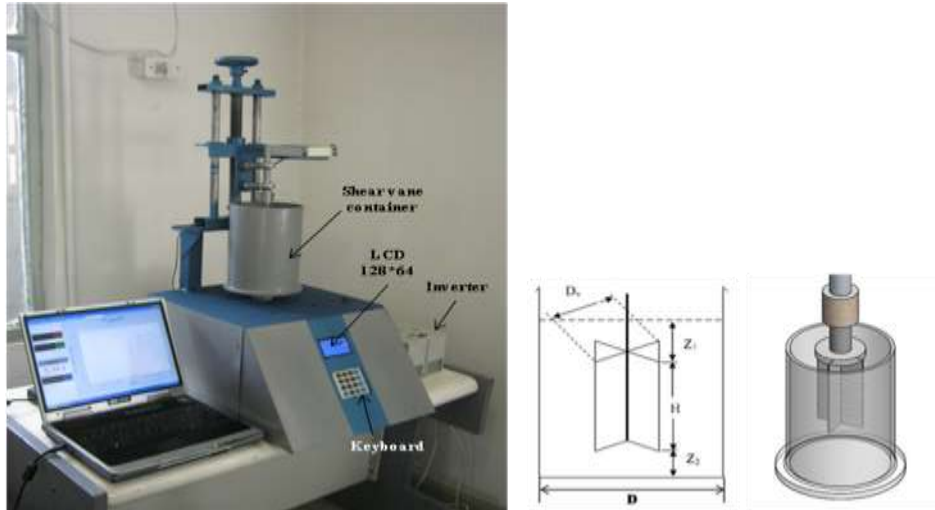 Shear vane
container
LCD
128*64
Inverter
Keyboard
Dv
Z1
H
Z2
D